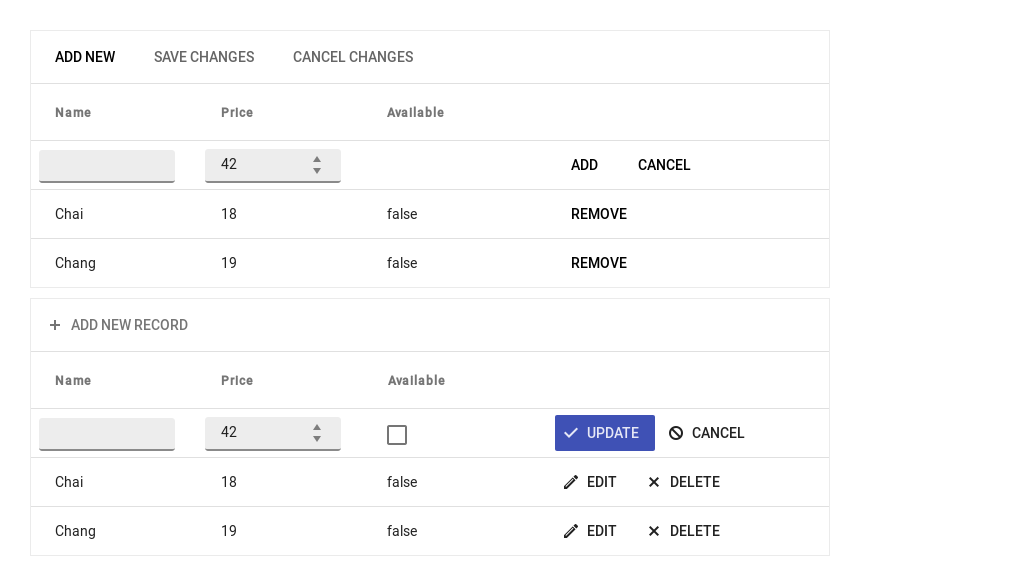 ADD NEW SAVE CHANGES CANCEL CHANGES
Name Price Available
42 ADD CANCEL
Chai 18 false REMOVE
Chang 19 false REMOVE
ADD NEW RECORD
Name Price Available
42 UPDATE CANCEL
Chai 18 false EDIT DELETE
Chang 19 false EDIT DELETE